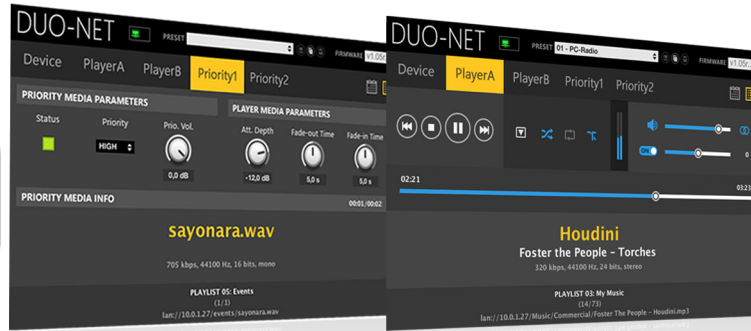 DUO-NET
PRESET
FIRMWARE v1.05r
Device PlayerA PlayerB Priority1 Priority2
PRIORITY MEDIA PARAMETERS
Status Priority Prio. Vol.
HIGH
0,0 dB
PLAYER MEDIA PARAMETERS
Att. Depth Fade-out Time Fade-in Time
-12,0 dB 5,0 s 5,0 s
PRIORITY MEDIA INFO 00:01/00:02
sayonara.wav
705 kbps, 44100 Hz, 16 bits, mono
PLAYLIST 05: Events
(1/1)
lan://10.0.1.27/events/sayonara.wav
DUO-NET
PRESET 01 - PC-Radio
FIRMWARE v1.05r..
Device PlayerA PlayerB Priority1 Priority2
ON
0
02:21 03:23
Houdini
Foster the People - Torches
320 kbps, 44100 Hz, 24 bits, stereo
PLAYLIST 03: My Music
(14/73)
lan://10.0.1.27/Music/Commercial/Foster The People - Houdini.mp3